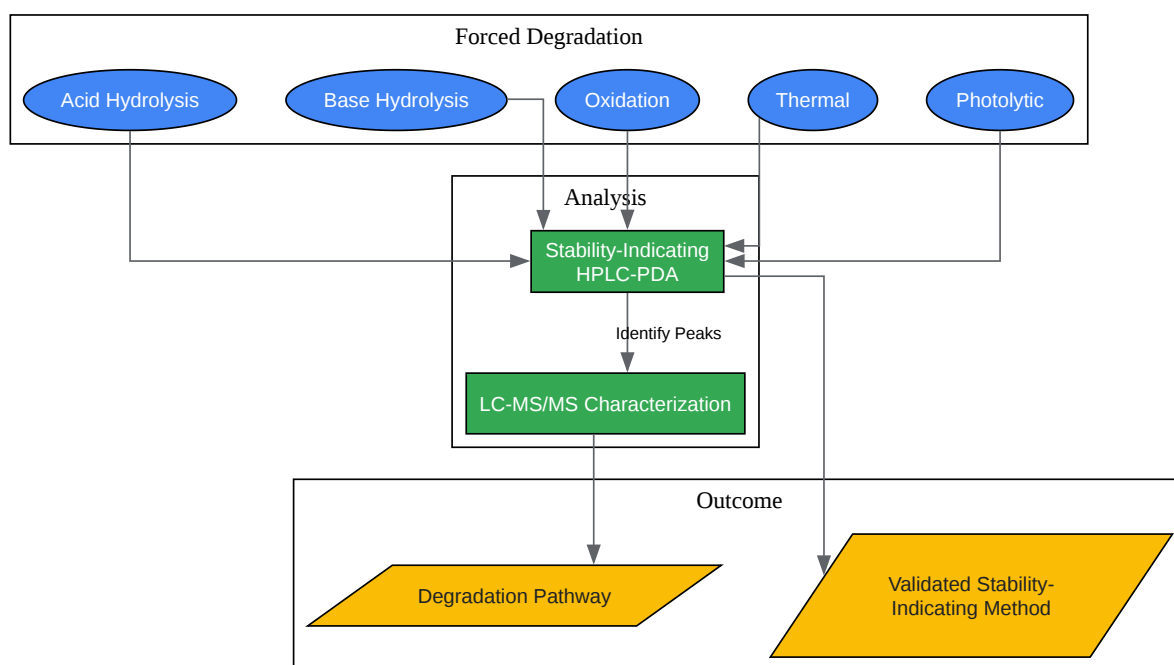 Forced Degradation
Acid Hydrolysis
Base Hydrolysis
Oxidation
Thermal
Photolytic
Analysis
Stability-Indicating
HPLC-PDA
Identify Peaks
LC-MS/MS Characterization
Outcome
Degradation Pathway
Validated Stability-
Indicating Method